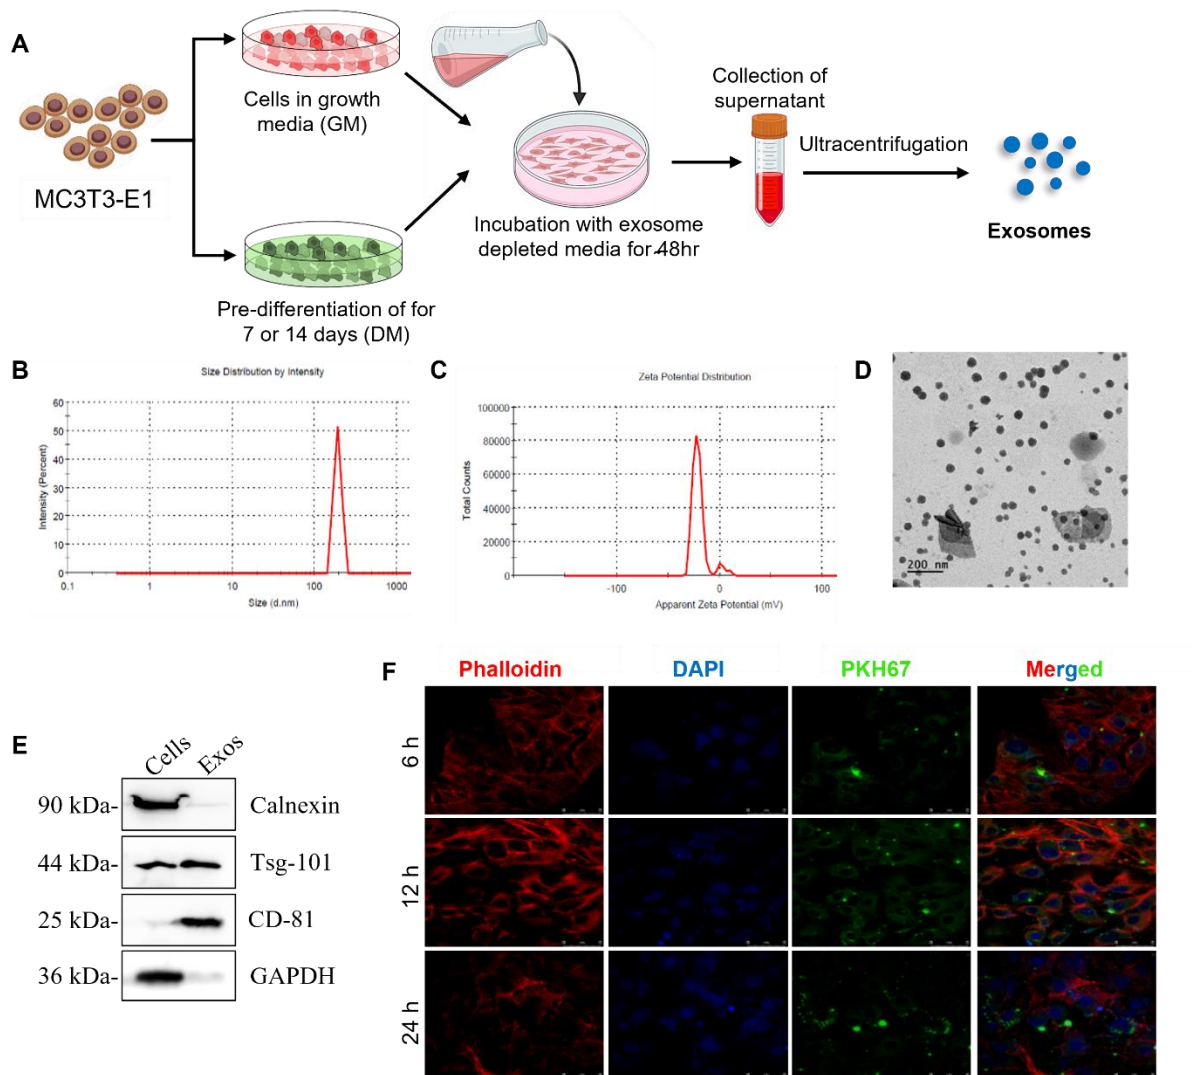 A
Cells in growth
media (GM)
MC3T3-E1
Pre-differentiation of for
7 or 14 days (DM)
Incubation with exosome
depleted media for 48hr
Collection of
supernatant
Ultracentrifugation
Exosomes
B
Size Distribution by Intensity
Intensity (Percent)
60
50
40
30
20
10
0
0.1 1 10 100 1000
Size (d.nm)
C
Zeta Potential Distribution
Total Counts
100000
80000
60000
40000
20000
0
-100 0 100
Apparent Zeta Potential (mV)
D
200 nm
E
Cells Exos
90 kDa- Calnexin
44 kDa- Tsg-101
25 kDa- CD-81
36 kDa- GAPDH
F
Phalloidin DAPI PKH67 Merged
6 h
12 h
24 h